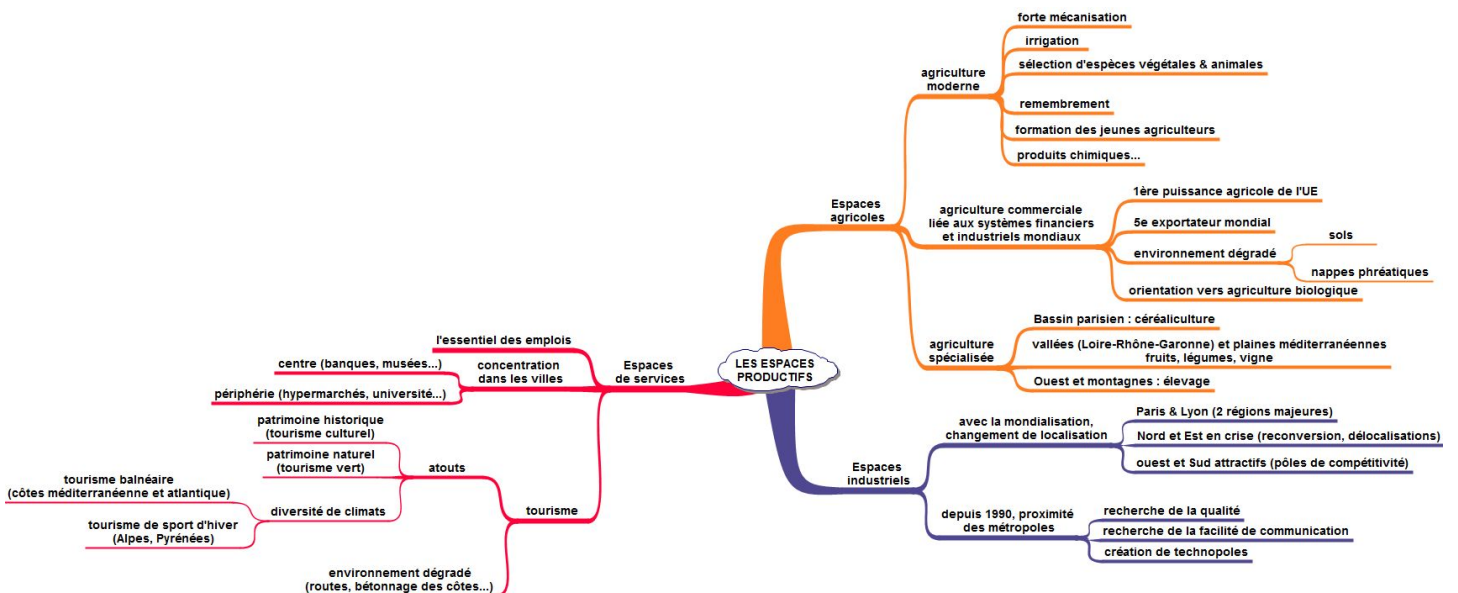 LES ESPACES
PRODUCTIFS
Espaces
agricoles
agriculture
moderne
forte mécanisation
irrigation
sélection d'espèces végétales & animales
remembrement
formation des jeunes agriculteurs
produits chimiques...
agriculture commerciale
liée aux systèmes financiers
et industriels mondiaux
1ère puissance agricole de l'UE
5e exportateur mondial
environnement dégradé
sols
nappes phréatiques
orientation vers agriculture biologique
agriculture
spécialisée
Bassin parisien : céréaliculture
vallées (Loire-Rhône-Garonne) et plaines méditerranéennes
fruits, légumes, vigne
Ouest et montagnes : élevage
Espaces
industriels
avec la mondialisation,
changement de localisation
Paris & Lyon (2 régions majeures)
Nord et Est en crise (reconversion, délocalisations)
ouest et Sud attractifs (pôles de compétitivité)
depuis 1990, proximité
des métropoles
recherche de la qualité
recherche de la facilité de communication
création de technopoles
Espaces
de services
l'essentiel des emplois
concentration
dans les villes
centre (banques, musées...)
périphérie (hypermarchés, université...)
tourisme
atouts
patrimoine historique
(tourisme culturel)
patrimoine naturel
(tourisme vert)
diversité de climats
tourisme balnéaire
(côtes méditerranéenne et atlantique)
tourisme de sport d'hiver
(Alpes, Pyrénées)
environnement dégradé
(routes, bétonnage des côtes...)